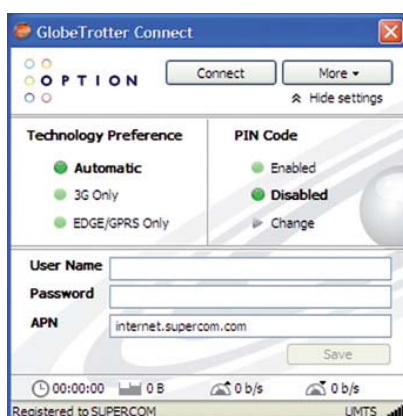 GlobeTrotter Connect
OPTION
Connect
More
Hide settings
Technology Preference
PIN Code
Automatic
Enabled
3G Only
Disabled
EDGE/GPRS Only
Change
User Name
Password
APN
internet.supercom.com
Save
00:00:00 0 B 0 b/s 0 b/s
Registered to SUPERCOM UMTS